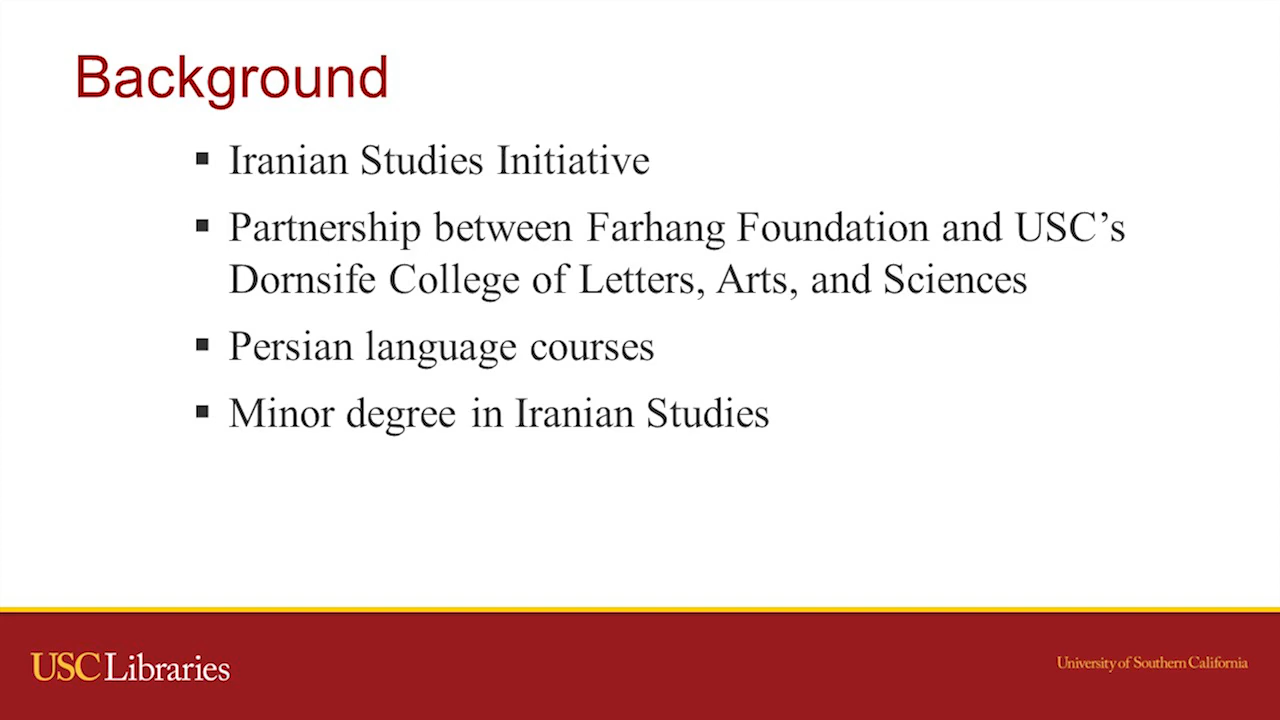 Background
▪ Iranian Studies Initiative
▪ Partnership between Farhang Foundation and USC’s
Dornsife College of Letters, Arts, and Sciences
▪ Persian language courses
▪ Minor degree in Iranian Studies
USC Libraries
University of Southern California